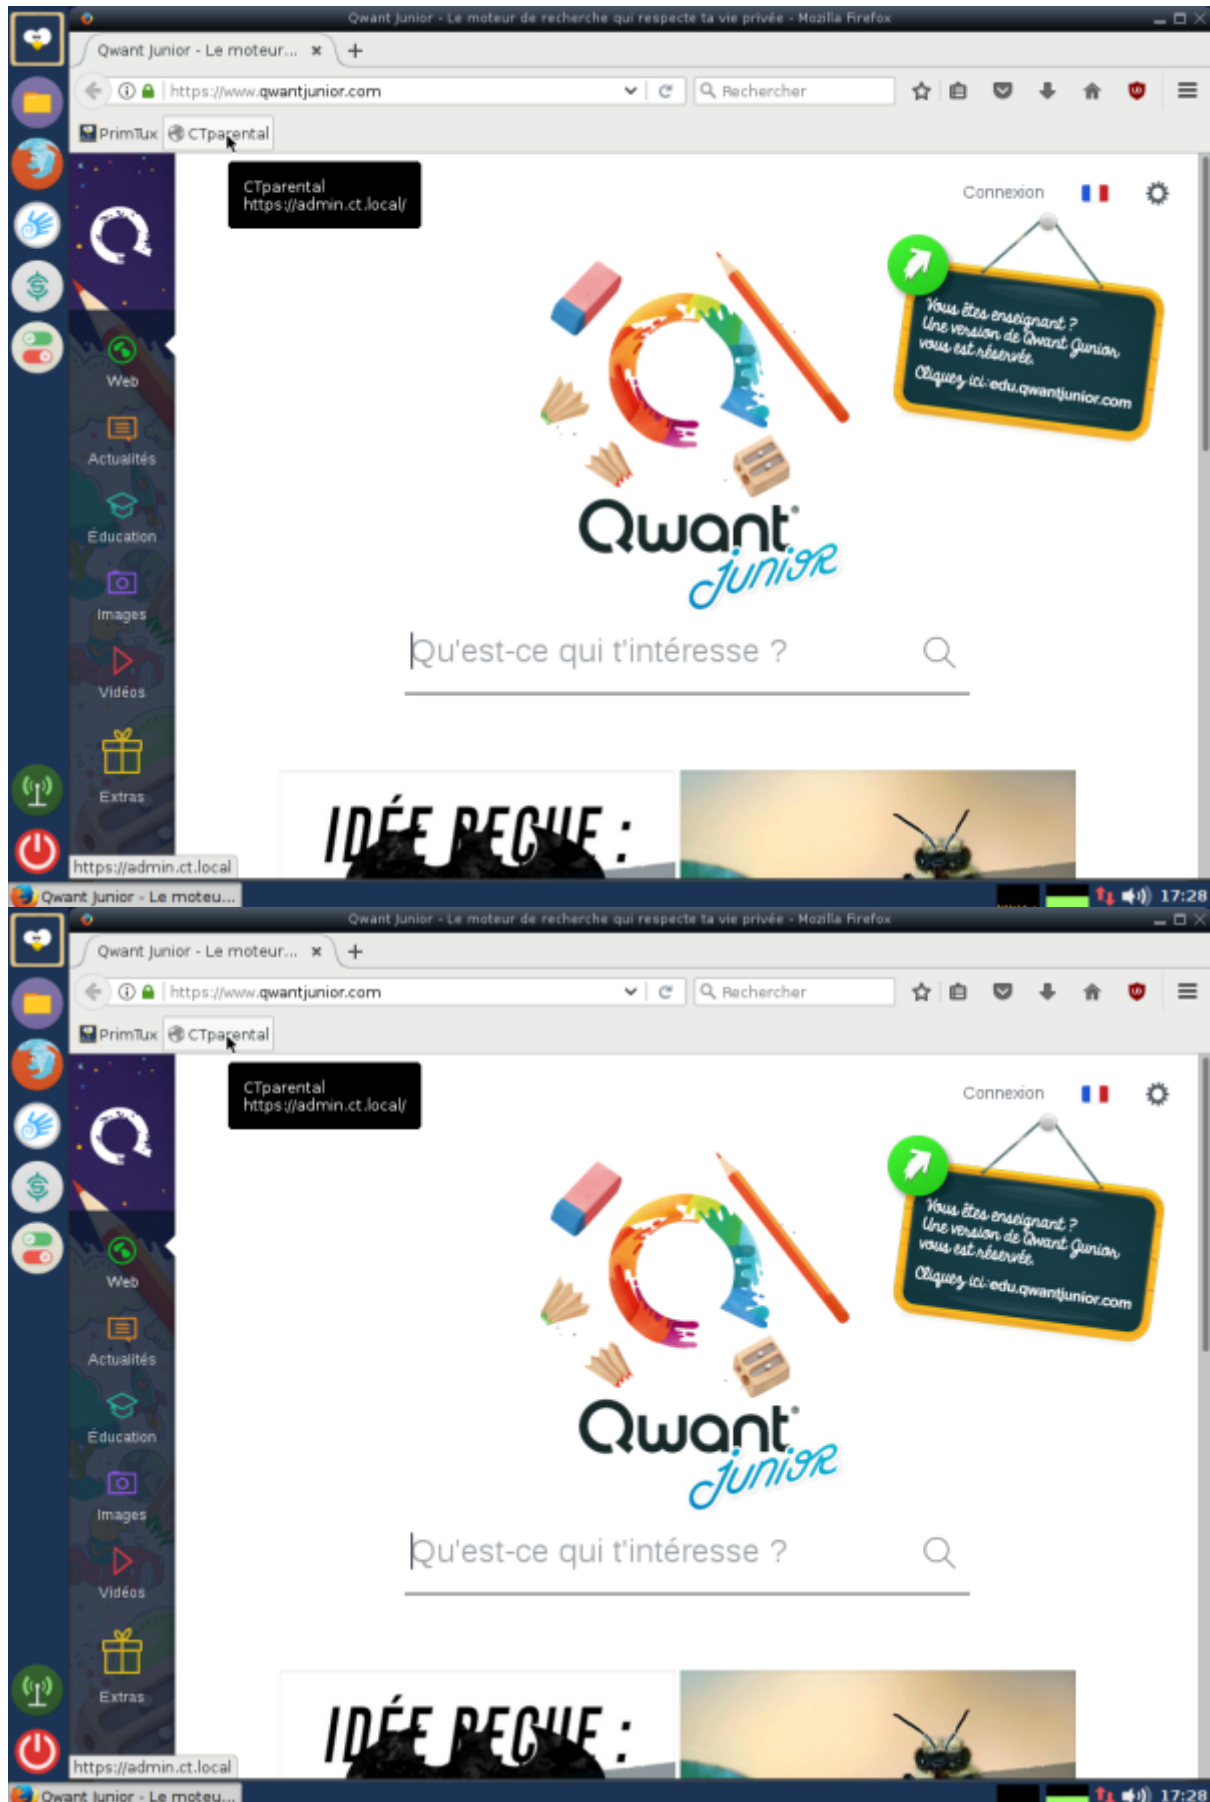 Qwant Junior - Le moteur de recherche qui respecte ta vie privée - Mozilla Firefox
Qwant Junior - Le moteur...
https://www.qwantjunior.com
Rechercher
PrimTux
CTparental
CTparental
https://admin.ct.local/
Connexion
Vous êtes enseignant ?
Une version de Qwant Junior
vous est réservée.
Cliquez ici : edu.qwantjunior.com
Web
Actualités
Éducation
Images
Vidéos
Extras
Qwant
junior
Qu'est-ce qui t'intéresse ?
IDÉE REÇUE :
https://admin.ct.local
Qwant Junior - Le moteu...
17:28
Qwant Junior - Le moteur de recherche qui respecte ta vie privée - Mozilla Firefox
Qwant Junior - Le moteur...
https://www.qwantjunior.com
Rechercher
PrimTux
CTparental
CTparental
https://admin.ct.local/
Connexion
Vous êtes enseignant ?
Une version de Qwant Junior
vous est réservée.
Cliquez ici : edu.qwantjunior.com
Web
Actualités
Éducation
Images
Vidéos
Extras
Qwant
junior
Qu'est-ce qui t'intéresse ?
IDÉE REÇUE :
https://admin.ct.local
Qwant Junior - Le moteu...
17:28